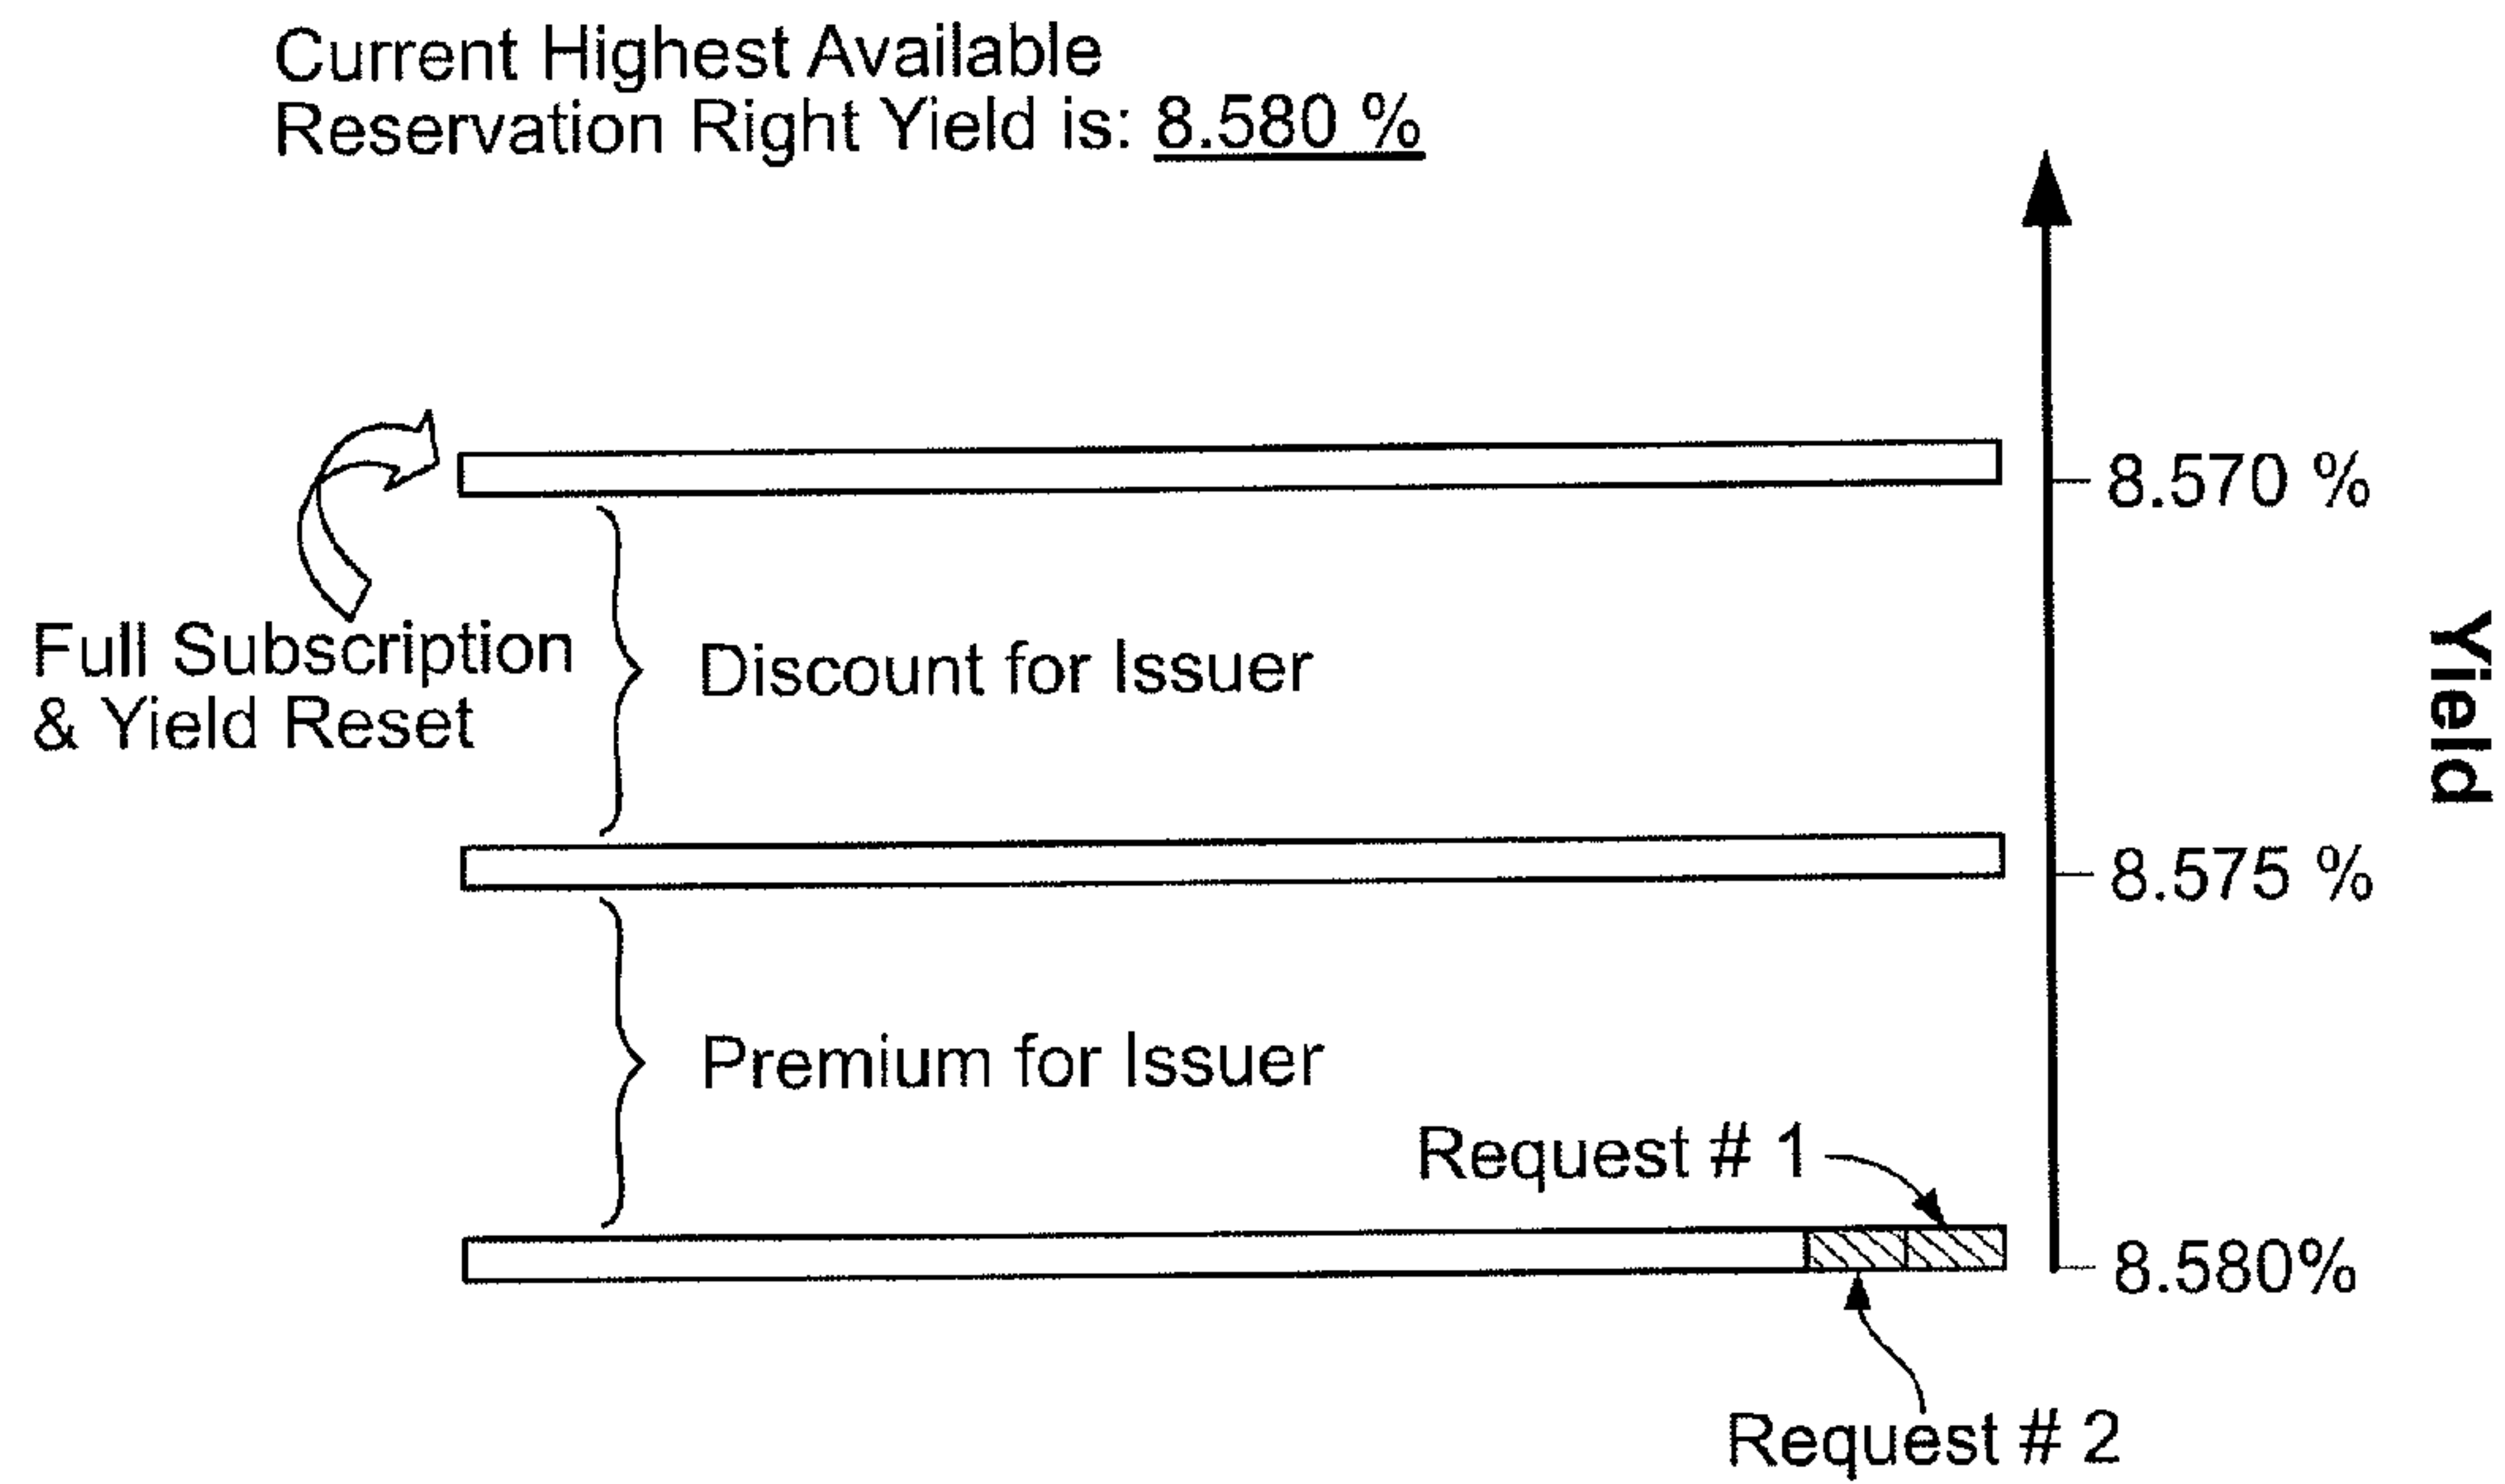 Current Highest Available
Reservation Right Yield is: 8.580 %
8.570 %
Full Subscription
& Yield Reset
Discount for Issuer
Yield
8.575 %
Premium for Issuer
Request # 1
8.580%
Request # 2